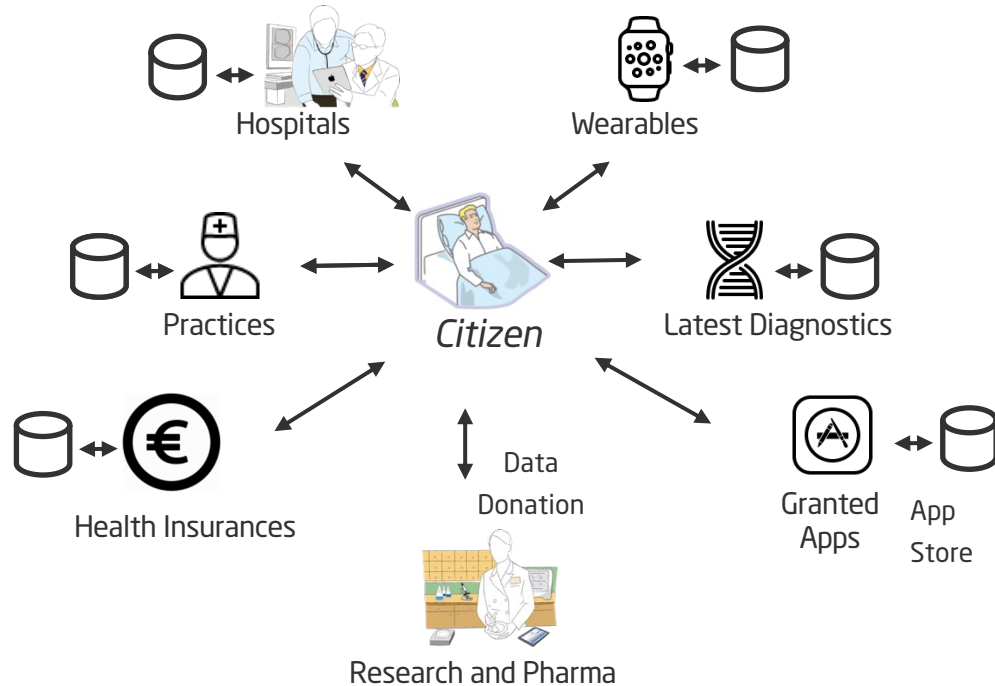 Hospitals
Wearables
Practices
Citizen
Latest Diagnostics
€
Health Insurances
Data
Donation
Granted
Apps
App
Store
Research and Pharma